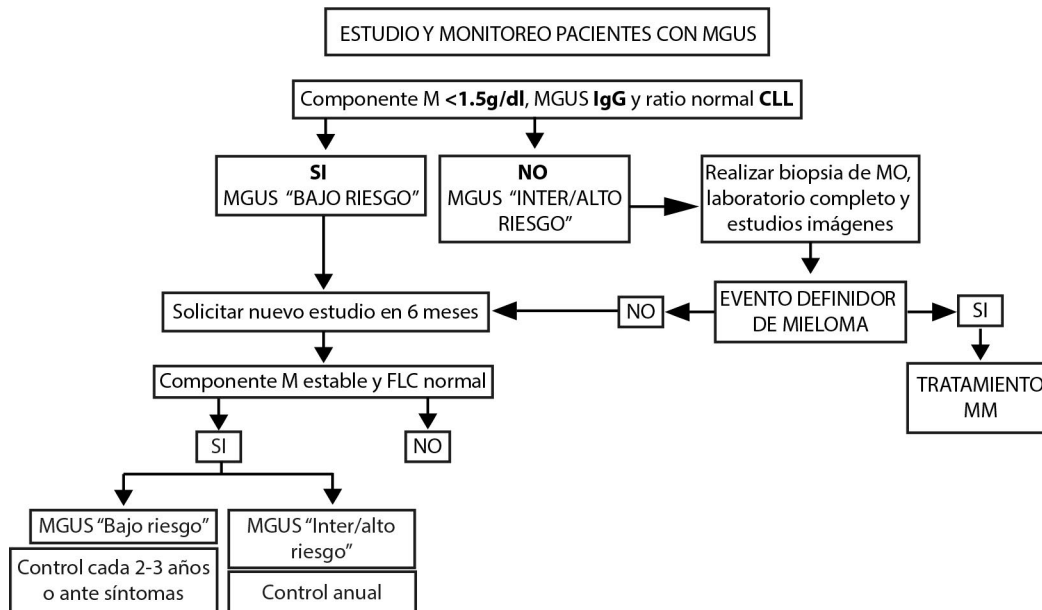 ESTUDIO Y MONITOREO PACIENTES CON MGUS
Componente M <1.5g/dl, MGUS IgG y ratio normal CLL
SI
MGUS “BAJO RIESGO”
NO
MGUS “INTER/ALTO
RIESGO”
Realizar biopsia de MO,
laboratorio completo y
estudios imágenes
Solicitar nuevo estudio en 6 meses
NO
EVENTO DEFINIDOR
DE MIELOMA
SI
TRATAMIENTO
MM
Componente M estable y FLC normal
SI
NO
MGUS “Bajo riesgo”
Control cada 2-3 años
o ante síntomas
MGUS “Inter/alto
riesgo”
Control anual